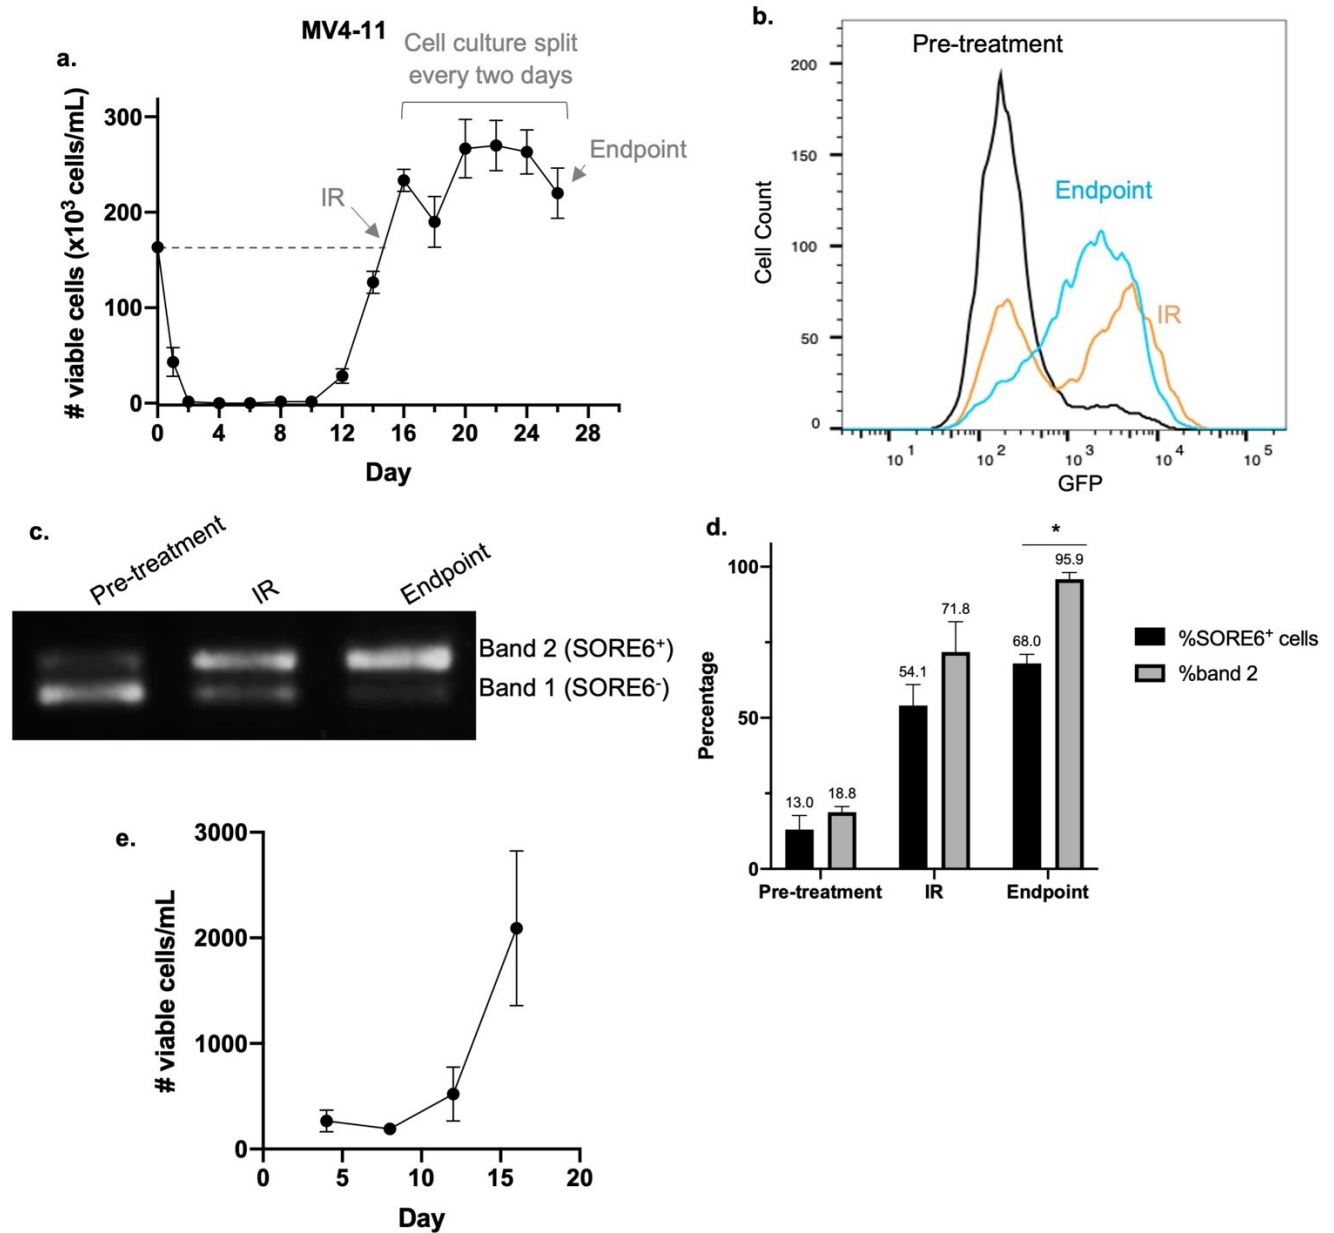 MV4-11
a.
Cell culture split
every two days
Endpoint
IR
# viable cells (x10³ cells/mL)
300
200
100
0
0 4 8 12 16 20 24 28
Day
b.
Pre-treatment
Endpoint
IR
Cell Count
200
150
100
50
0
10¹ 10² 10³ 10⁴ 10⁵
GFP
c.
Pre-treatment
IR
Endpoint
Band 2 (SORE6⁺)
Band 1 (SORE6⁻)
d.
*
Percentage
100
50
0
13.0
18.8
54.1
71.8
68.0
95.9
Pre-treatment IR Endpoint
%SORE6⁺ cells
%band 2
e.
# viable cells/mL
3000
2000
1000
0
0 5 10 15 20
Day